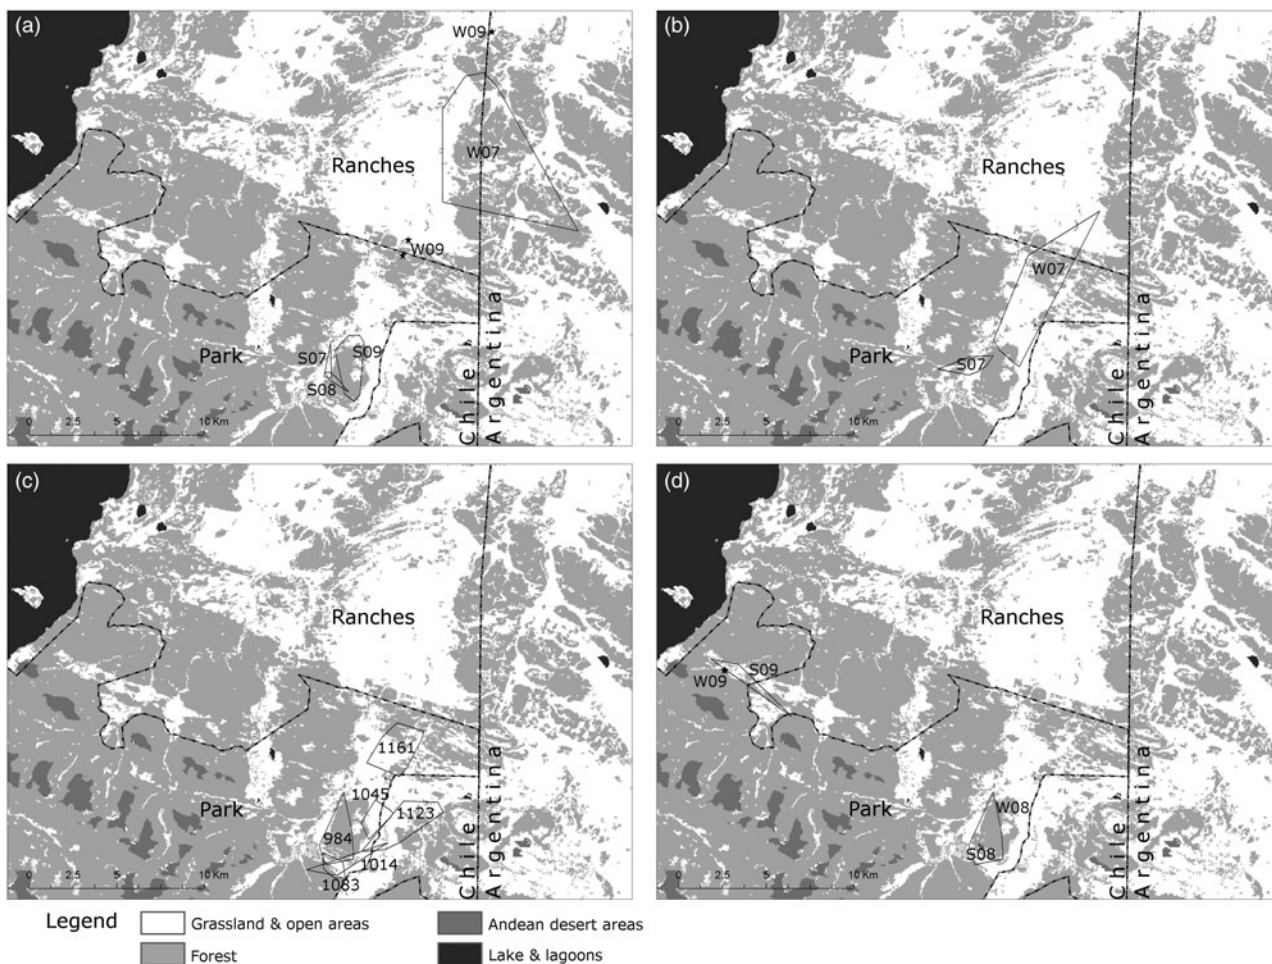 (a)
W09
W07
Ranches
W09
Park
S07
S09
S08
Chile
Argentina
0 2.5 5 10 Km
(b)
Ranches
W07
Park
S07
Chile
Argentina
0 2.5 5 10 Km
(c)
Ranches
1161
1045
Park
1123
984
1014
1083
Chile
Argentina
0 2.5 5 10 Km
(d)
Ranches
S09
W09
Park
W08
S08
Chile
Argentina
0 2.5 5 10 Km
Legend
Grassland & open areas
Andean desert areas
Forest
Lake & lagoons